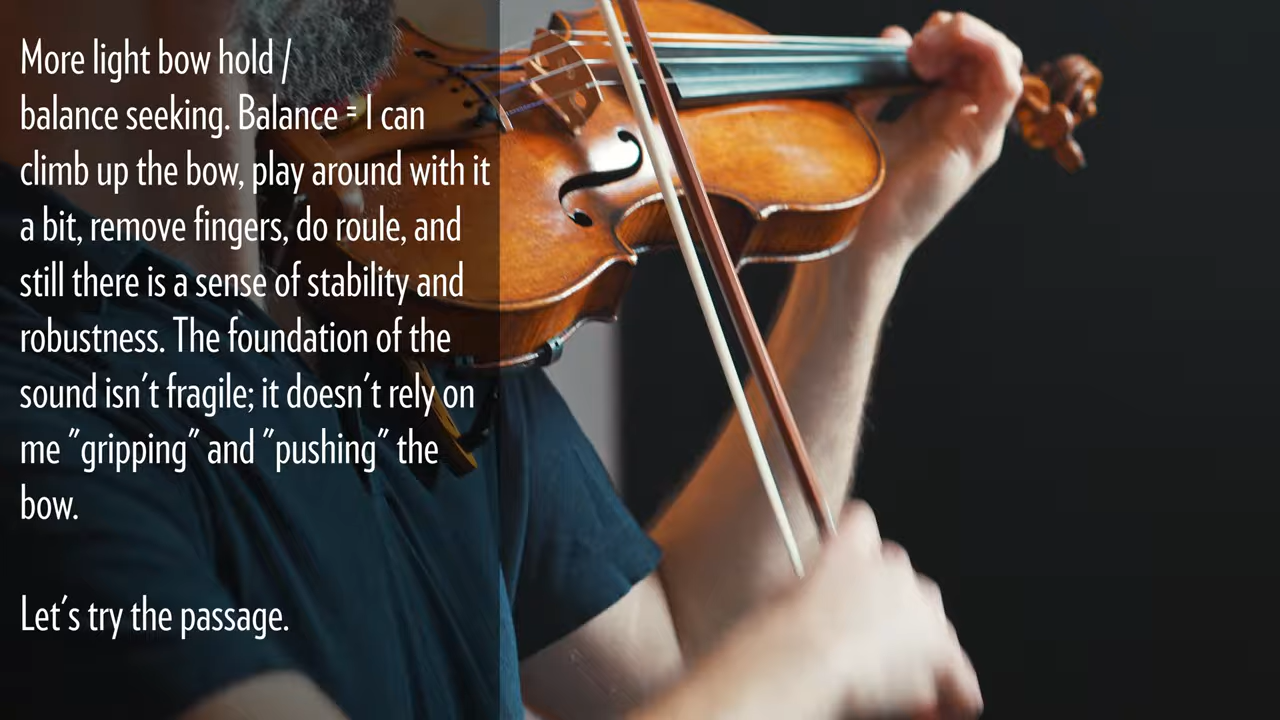 More light bow hold /
balance seeking. Balance = I can
climb up the bow, play around with it
a bit, remove fingers, do roule, and
still there is a sense of stability and
robustness. The foundation of the
sound isn't fragile; it doesn't rely on
me "gripping" and "pushing" the
bow.
Let's try the passage.